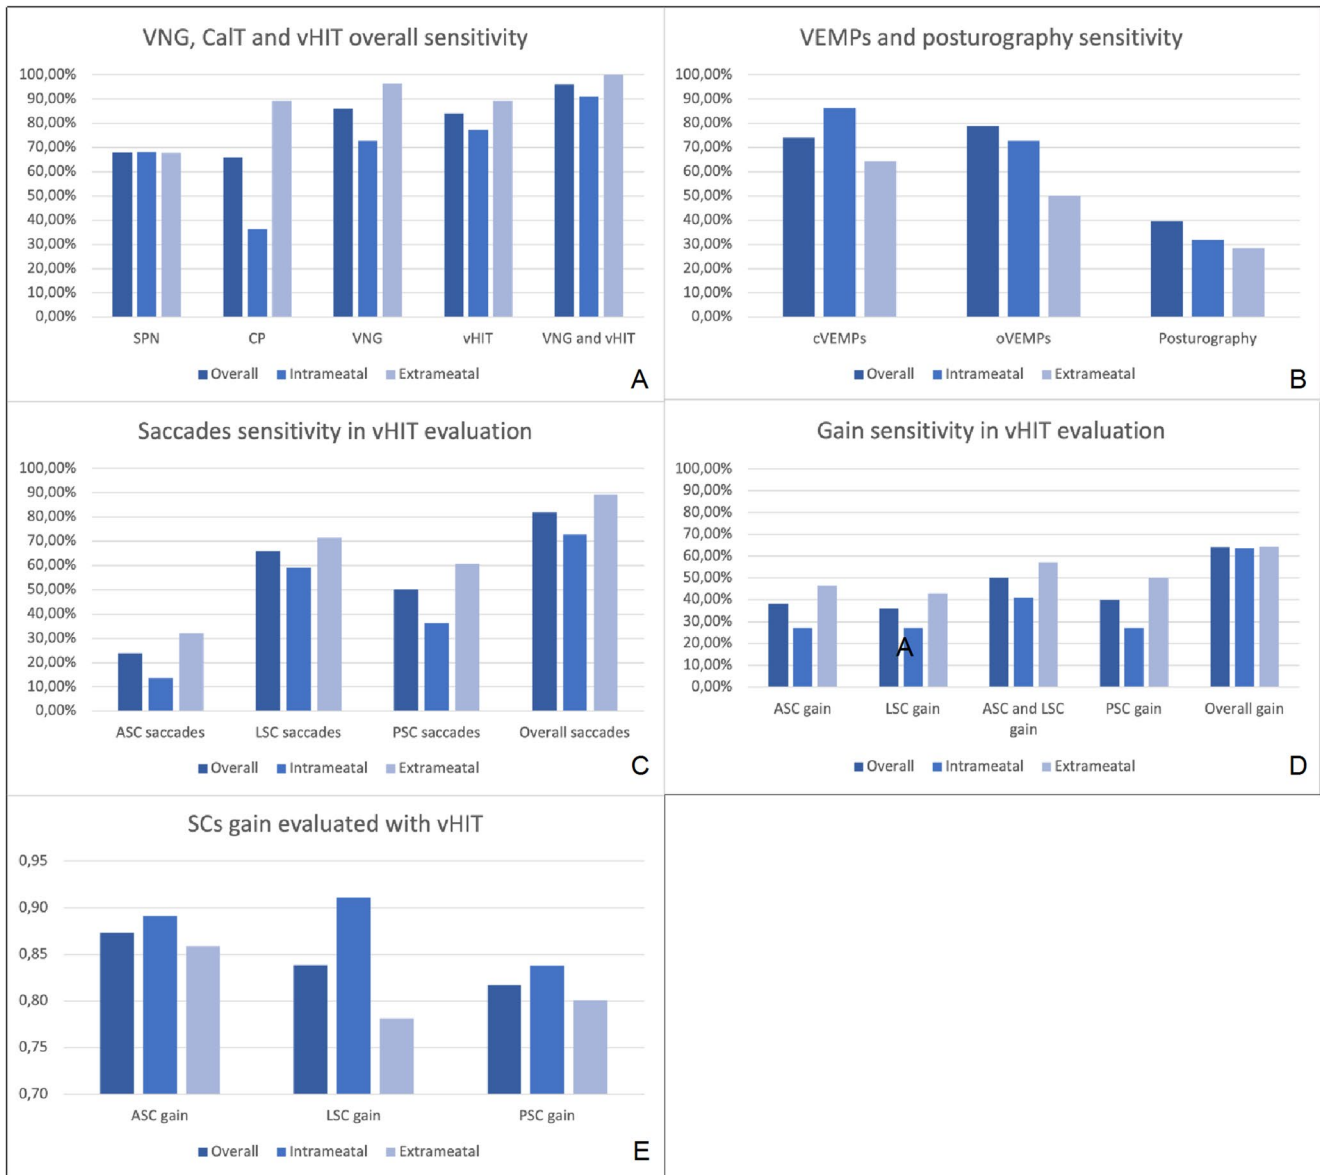 VNG, CalT and vHIT overall sensitivity
100,00%
90,00%
80,00%
70,00%
60,00%
50,00%
40,00%
30,00%
20,00%
10,00%
0,00%
SPN CP VNG vHIT VNG and vHIT
Overall Intrameatal Extrameatal
A
VEMPs and posturography sensitivity
100,00%
90,00%
80,00%
70,00%
60,00%
50,00%
40,00%
30,00%
20,00%
10,00%
0,00%
cVEMPs oVEMPs Posturography
Overall Intrameatal Extrameatal
B
Saccades sensitivity in vHIT evaluation
100,00%
90,00%
80,00%
70,00%
60,00%
50,00%
40,00%
30,00%
20,00%
10,00%
0,00%
ASC saccades LSC saccades PSC saccades Overall saccades
Overall Intrameatal Extrameatal
C
Gain sensitivity in vHIT evaluation
100,00%
90,00%
80,00%
70,00%
60,00%
50,00%
40,00%
30,00%
20,00%
10,00%
0,00%
A
ASC gain LSC gain ASC and LSC PSC gain Overall gain
gain
Overall Intrameatal Extrameatal
D
SCs gain evaluated with vHIT
0,95
0,90
0,85
0,80
0,75
0,70
ASC gain LSC gain PSC gain
Overall Intrameatal Extrameatal
E